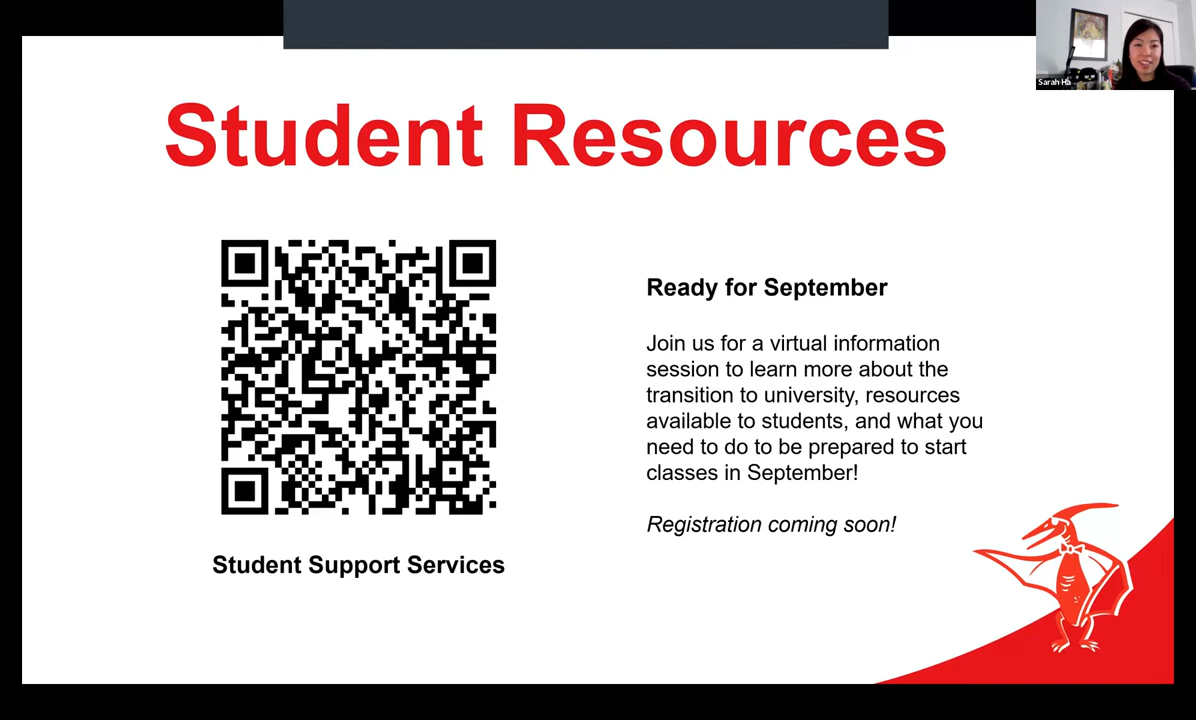 Sarah Ha
Student Resources
Ready for September
Join us for a virtual information
session to learn more about the
transition to university, resources
available to students, and what you
need to do to be prepared to start
classes in September!
Registration coming soon!
Student Support Services